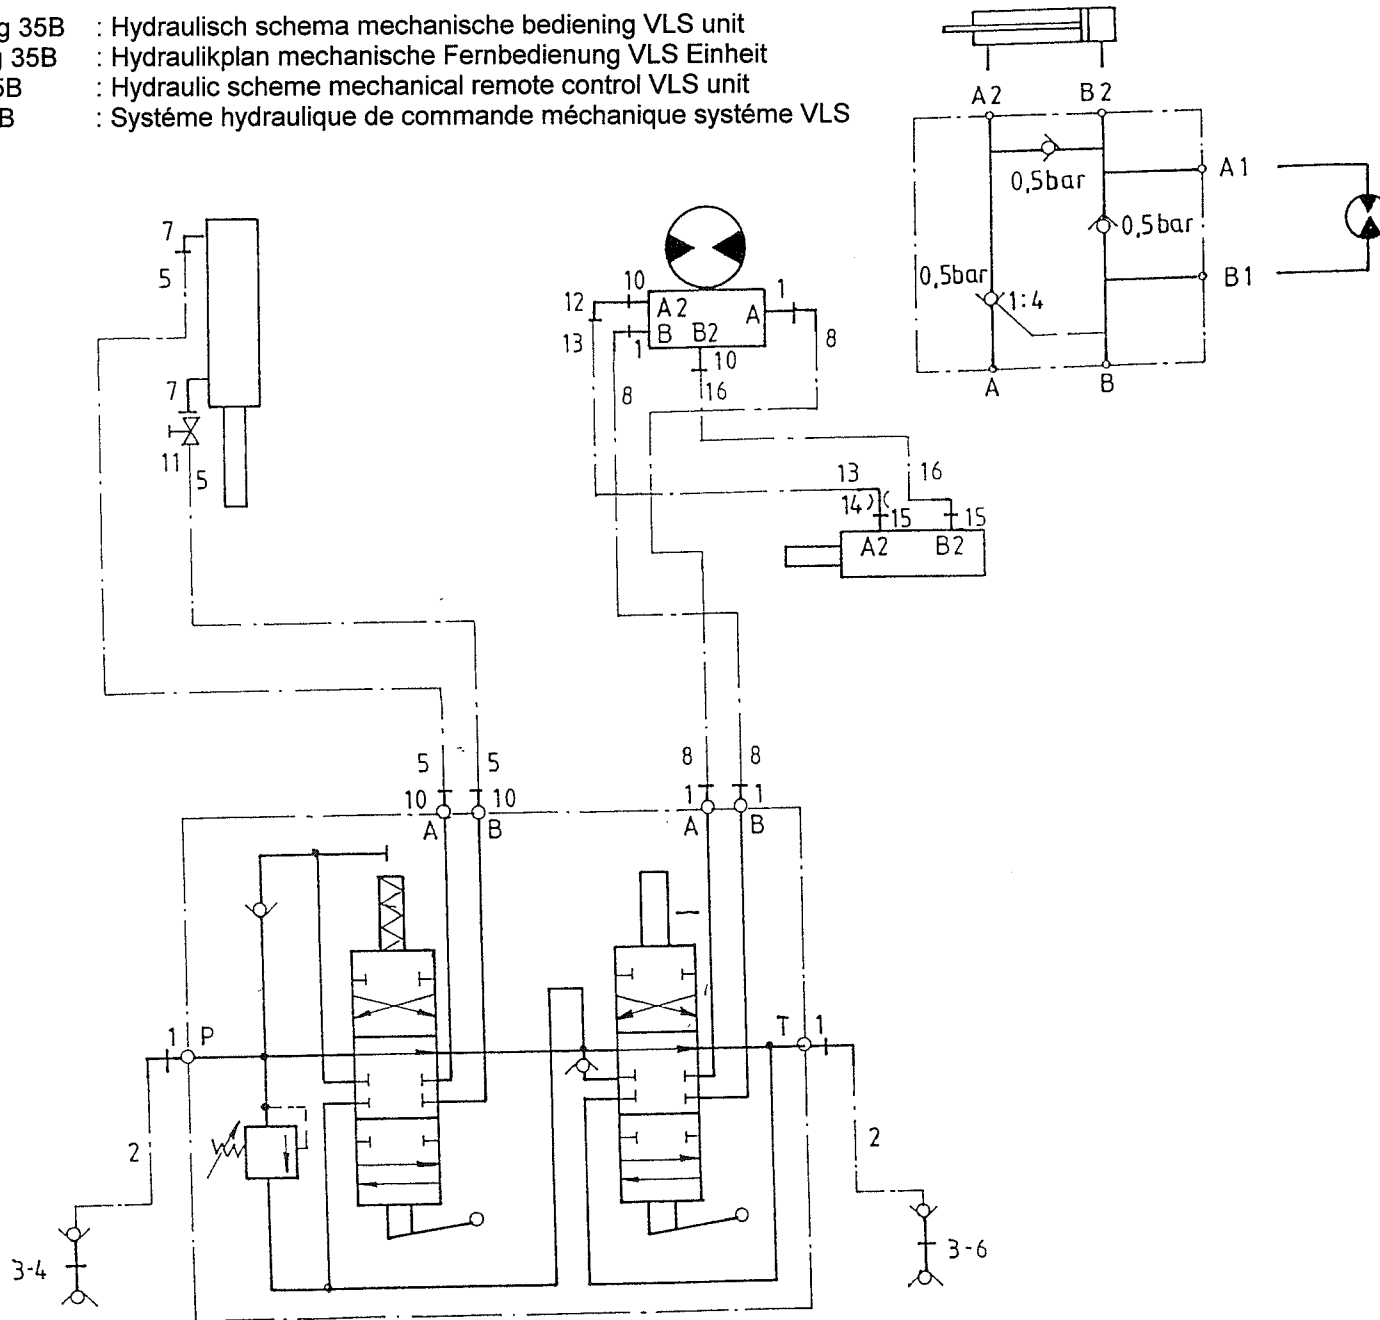 g 35B : Hydraulisch schema mechanische bediening VLS unit
g 35B : Hydraulikplan mechanische Fernbedienung VLS Einheit
5B : Hydraulic scheme mechanical remote control VLS unit
B : Systéme hydraulique de commande méchanique systéme VLS
A2 B2
0,5bar
A1
0,5bar
0,5bar
1:4
B1
A B
7
5
7
11
5
12
10
13
A2
A
B
B2
1
1
8
8
10
16
13
16
14
15
15
A2
B2
5 5
8 8
10 10
A B
1 1
A B
1 P
T 1
2
2
3-4
3-6